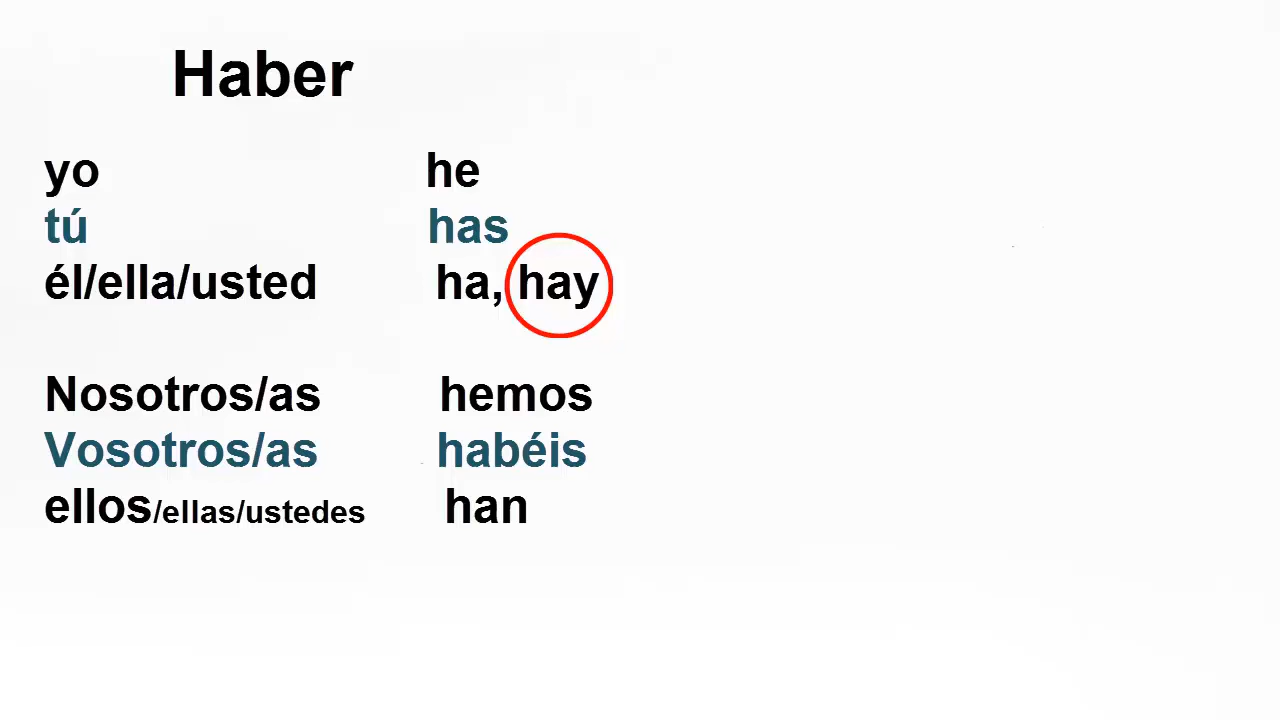 Haber
yo he
tú has
él/ella/usted ha, hay
Nosotros/as hemos
Vosotros/as habéis
ellos/ellas/ustedes han